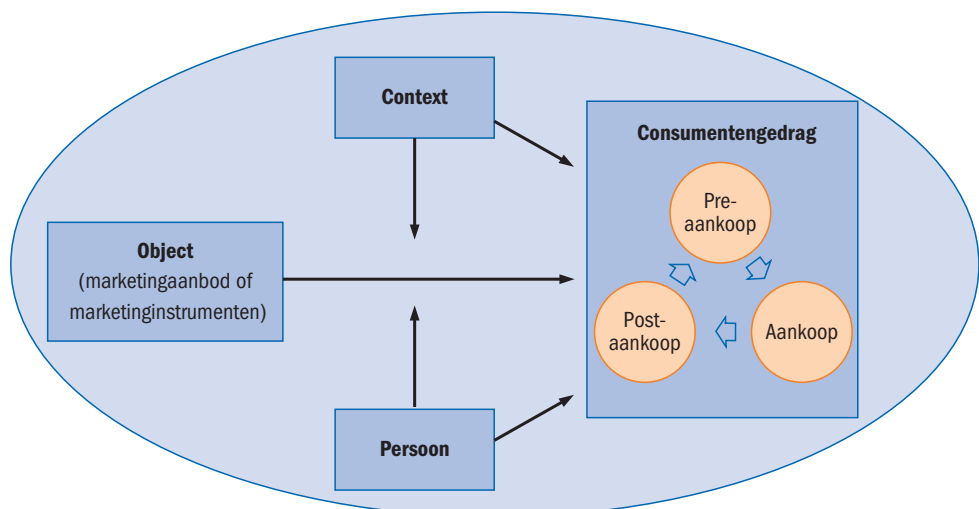 Context
Consumentengedrag
Pre-
aankoop
Object
(marketingaanbod of
marketinginstrumenten)
Post-
aankoop
Aankoop
Persoon